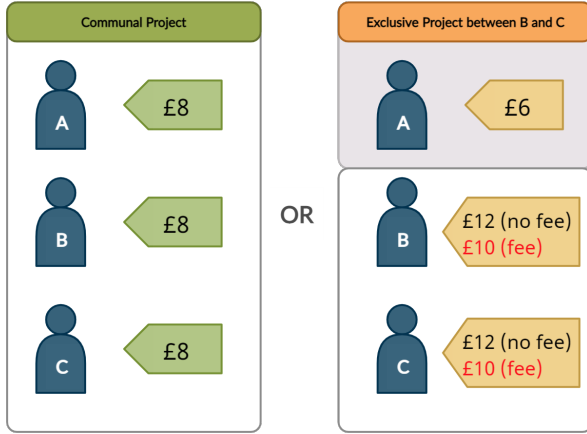 Communal Project
A
£8
B
£8
C
£8
OR
Exclusive Project between B and C
A
£6
B
£12 (no fee)
£10 (fee)
C
£12 (no fee)
£10 (fee)